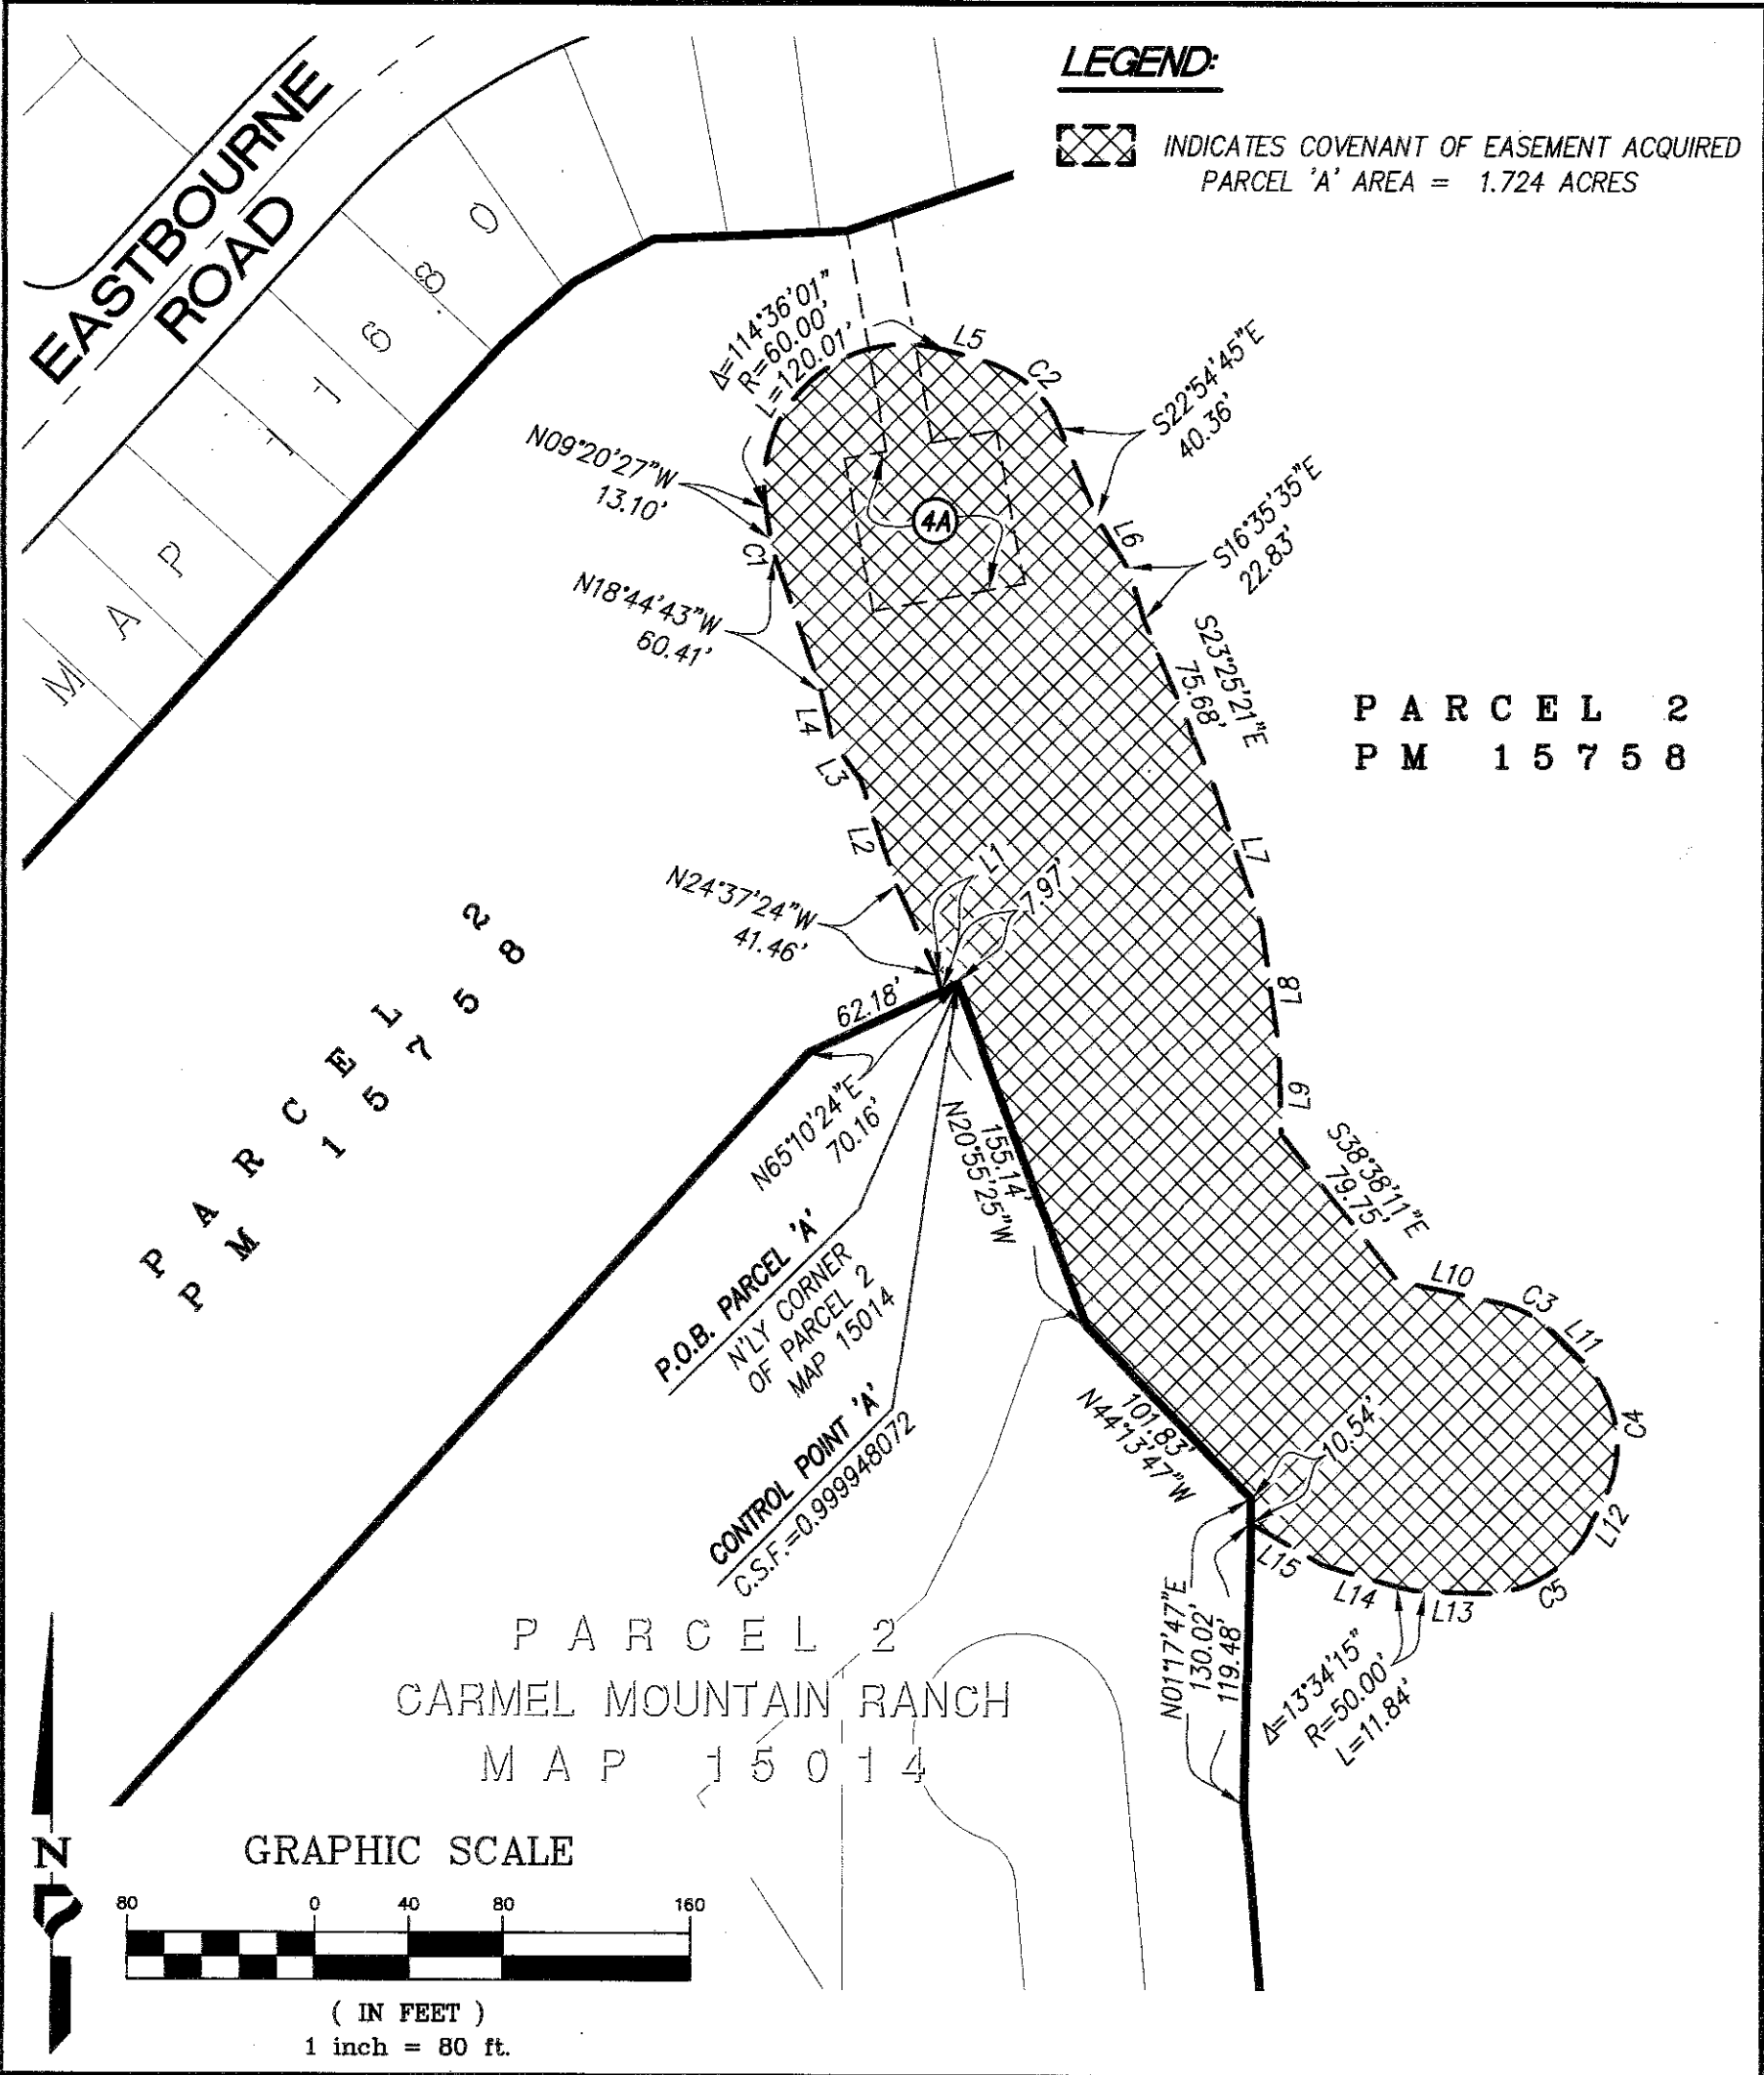 LEGEND:
INDICATES COVENANT OF EASEMENT ACQUIRED
PARCEL 'A' AREA = 1.724 ACRES
EASTBOURNE
ROAD
MAP 11680
Δ=114°36'01"
R=60.00'
L=120.01'
L5
C2
S22°54'45"E
40.36'
N09°20'27"W
13.10'
4A
L6
S16°35'35"E
22.83'
C1
N18°44'43"W
60.41'
S23°25'21"E
75.68'
L4
L3
PARCEL 2
PM 15758
L2
L1
L7
7.97'
N24°37'24"W
41.46'
PARCEL 2
PM 15758
L8
62.18'
N65°10'24"E
70.16'
L9
155.14'
N20°55'25"W
S38°38'11"E
79.75'
P.O.B. PARCEL 'A'
N'LY CORNER
OF PARCEL 2
MAP 15014
L10
C3
L11
CONTROL POINT 'A'
C.S.F.=0.999948072
101.83'
N44°13'47"W
10.54'
C4
L12
L15
L14
L13
C5
N01°17'47"E
130.02'
119.48'
Δ=13°34'15"
R=50.00'
L=11.84'
PARCEL 2
CARMEL MOUNTAIN RANCH
MAP 15014
N
GRAPHIC SCALE
80 0 40 80 160
( IN FEET )
1 inch = 80 ft.